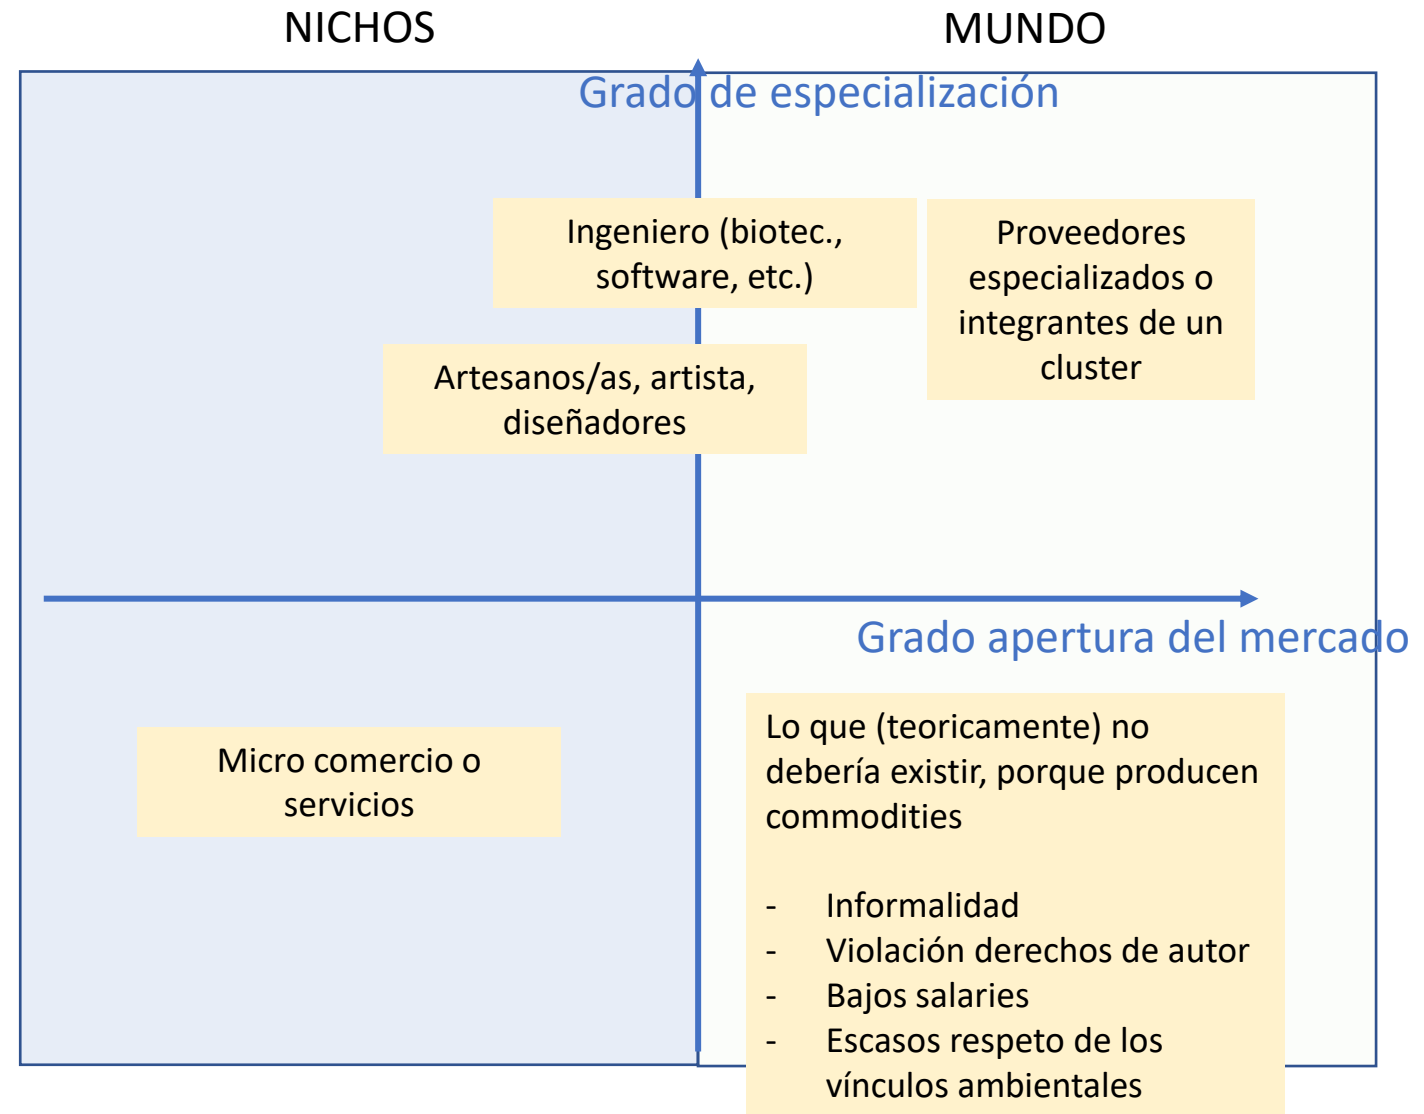 NICHOS
MUNDO
Grado de especialización
Ingeniero (biotec.,
software, etc.)
Proveedores
especializados o
integrantes de un
cluster
Artesanos/as, artista,
diseñadores
Grado apertura del mercado
Micro comercio o
servicios
Lo que (teoricamente) no
debería existir, porque producen
commodities
- Informalidad
- Violación derechos de autor
- Bajos salaries
- Escasos respeto de los
vínculos ambientales